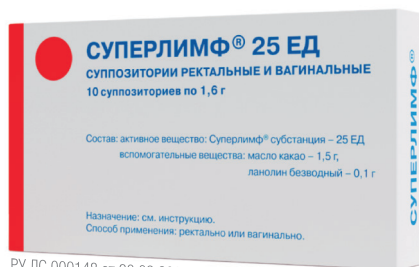 СУПЕРЛИМФ® 25 ЕД
СУППОЗИТОРИИ РЕКТАЛЬНЫЕ И ВАГИНАЛЬНЫЕ
10 суппозиториев по 1,6 г
Состав: активное вещество: Суперлимф® субстанция – 25 ЕД
вспомогательные вещества: масло какао – 1,5 г,
ланолин безводный – 0,1 г
Назначение: см. инструкцию.
Способ применения: ректально или вагинально.
СУПЕРЛИМФ®